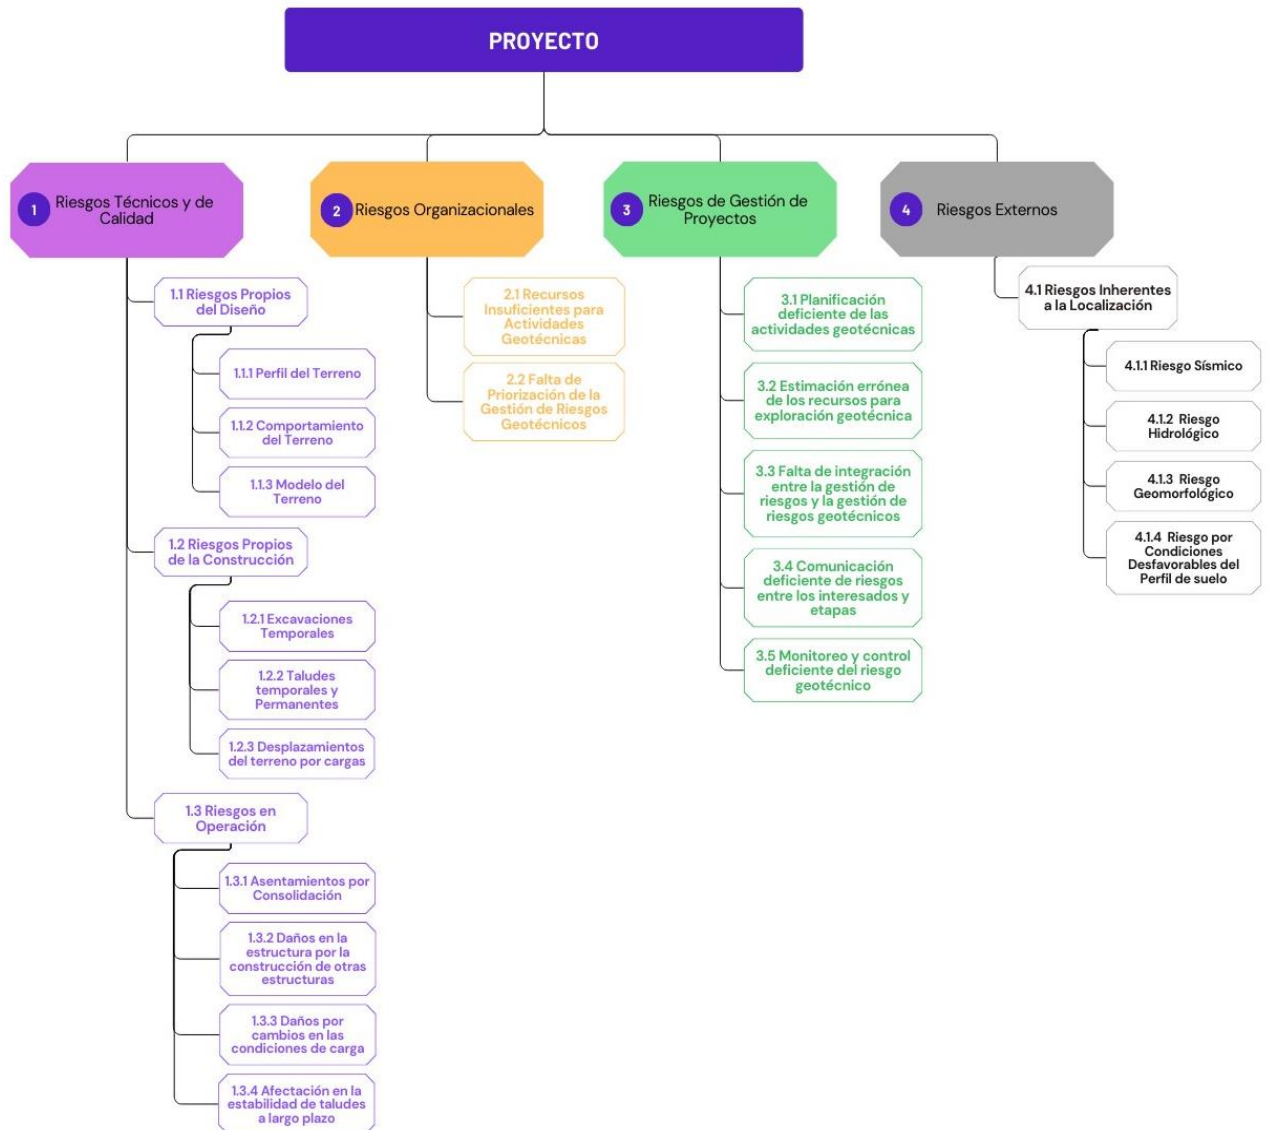 PROYECTO
1
Riesgos Técnicos y de
Calidad
2
Riesgos Organizacionales
3
Riesgos de Gestión de
Proyectos
4
Riesgos Externos
1.1 Riesgos Propios
del Diseño
1.1.1 Perfil del Terreno
1.1.2 Comportamiento
del Terreno
1.1.3 Modelo del
Terreno
1.2 Riesgos Propios
de la Construcción
1.2.1 Excavaciones
Temporales
1.2.2 Taludes
temporales y
Permanentes
1.2.3 Desplazamientos
del terreno por cargas
1.3 Riesgos en
Operación
1.3.1 Asentamientos por
Consolidación
1.3.2 Daños en la
estructura por la
construcción de otras
estructuras
1.3.3 Daños por
cambios en las
condiciones de carga
1.3.4 Afectación en la
estabilidad de taludes
a largo plazo
2.1 Recursos
Insuficientes para
Actividades
Geotécnicas
2.2 Falta de
Priorización de la
Gestión de Riesgos
Geotécnicos
3.1 Planificación
deficiente de las
actividades geotécnicas
3.2 Estimación errónea
de los recursos para
exploración geotécnica
3.3 Falta de integración
entre la gestión de
riesgos y la gestión de
riesgos geotécnicos
3.4 Comunicación
deficiente de riesgos
entre los interesados y
etapas
3.5 Monitoreo y control
deficiente del riesgo
geotécnico
4.1 Riesgos Inherentes
a la Localización
4.1.1 Riesgo Sísmico
4.1.2 Riesgo
Hidrológico
4.1.3 Riesgo
Geomorfológico
4.1.4 Riesgo por
Condiciones
Desfavorables del
Perfil de suelo